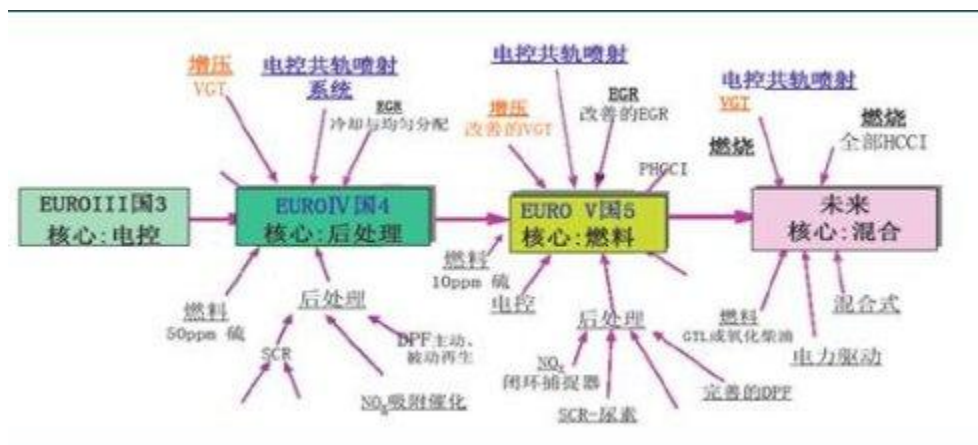 增压
VGT
电控共轨喷射
系统
EGR
冷却与均匀分配
电控共轨喷射
增压
改善的VGT
EGR
改善的EGR
PHCCI
电控共轨喷射
VGT
燃烧
燃烧
全部HCCI
EUROIII国3
核心:电控
EUROIV国4
核心:后处理
EURO V国5
核心:燃料
未来
核心:混合
燃料
50ppm 硫
后处理
SCR
DPF主动、
被动再生
NOx吸附催化
燃料
10ppm 硫
电控
后处理
NOx
闭环捕捉器
SCR-尿素
完善的DPF
燃料
GTL或氧化柴油
电力驱动
混合式